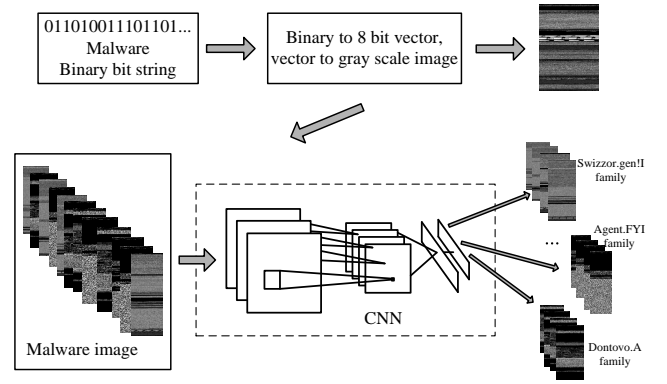 011010011101101...
Malware
Binary bit string
Binary to 8 bit vector,
vector to gray scale image
Malware image
CNN
Swizzor.gen!I
family
...
Agent.FYI
family
Dontovo.A
family